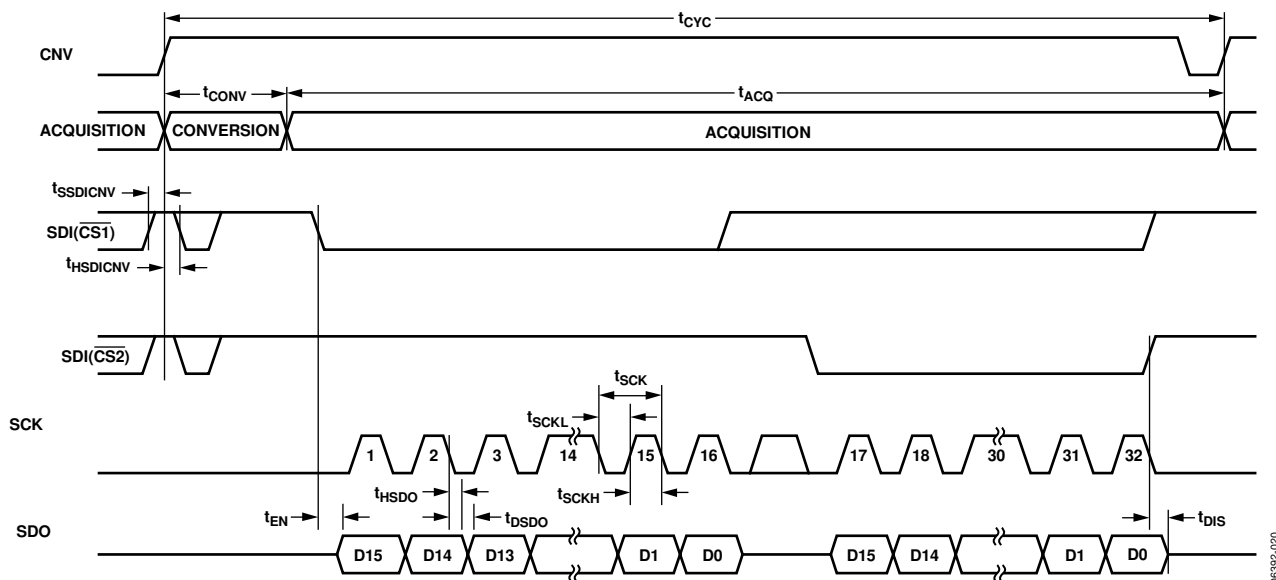 tCYC
CNV
tCONV
tACQ
ACQUISITION CONVERSION ACQUISITION
tSSDICNV
SDI(CS1)
tHSDICNV
SDI(CS2)
tSCK
SCK
tSCKL
1 2 3 14 15 16 17 18 30 31 32
tHSDO
tSCKH
tEN
tDSDO
tDIS
SDO
D15 D14 D13 D1 D0 D15 D14 D1 D0